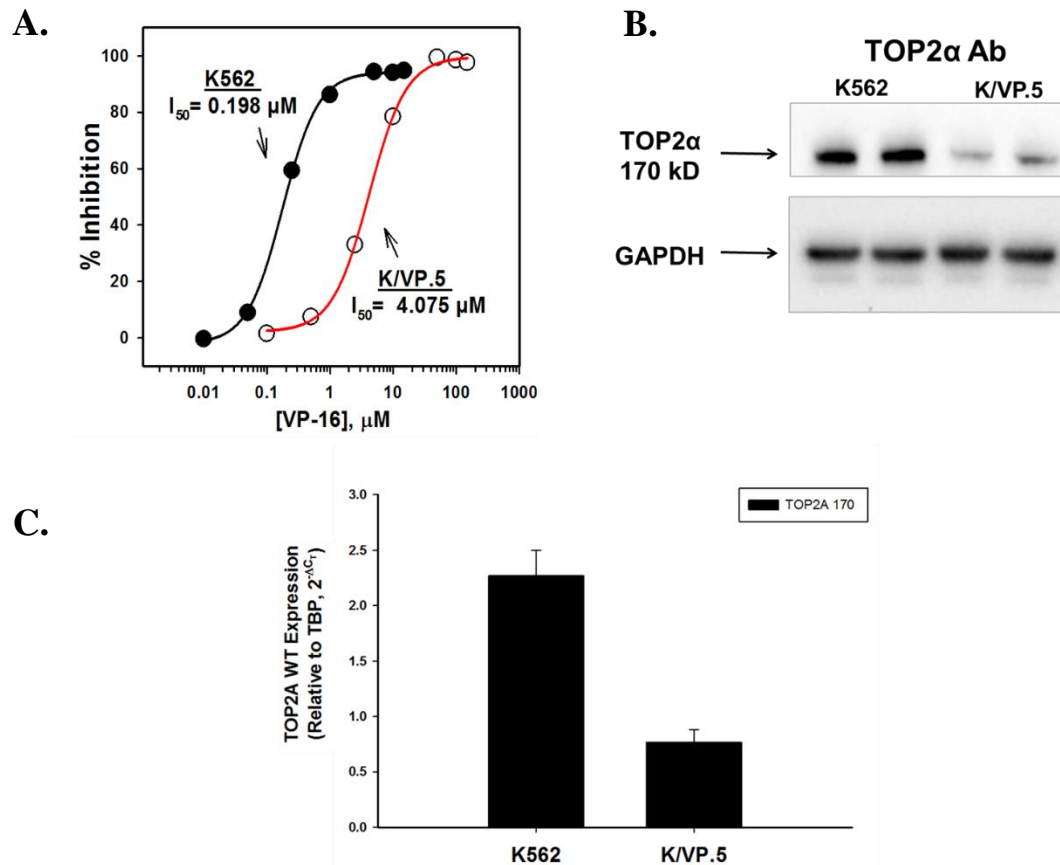 A.
100
80
60
40
20
0
% Inhibition
K562
I50= 0.198 µM
K/VP.5
I50= 4.075 µM
0.01 0.1 1 10 100 1000
[VP-16], µM
B.
TOP2α Ab
K562 K/VP.5
TOP2α
170 kD
GAPDH
C.
3.0
2.5
2.0
1.5
1.0
0.5
0.0
TOP2A WT Expression
(Relative to TBP, 2^-ΔCT)
TOP2A 170
K562 K/VP.5